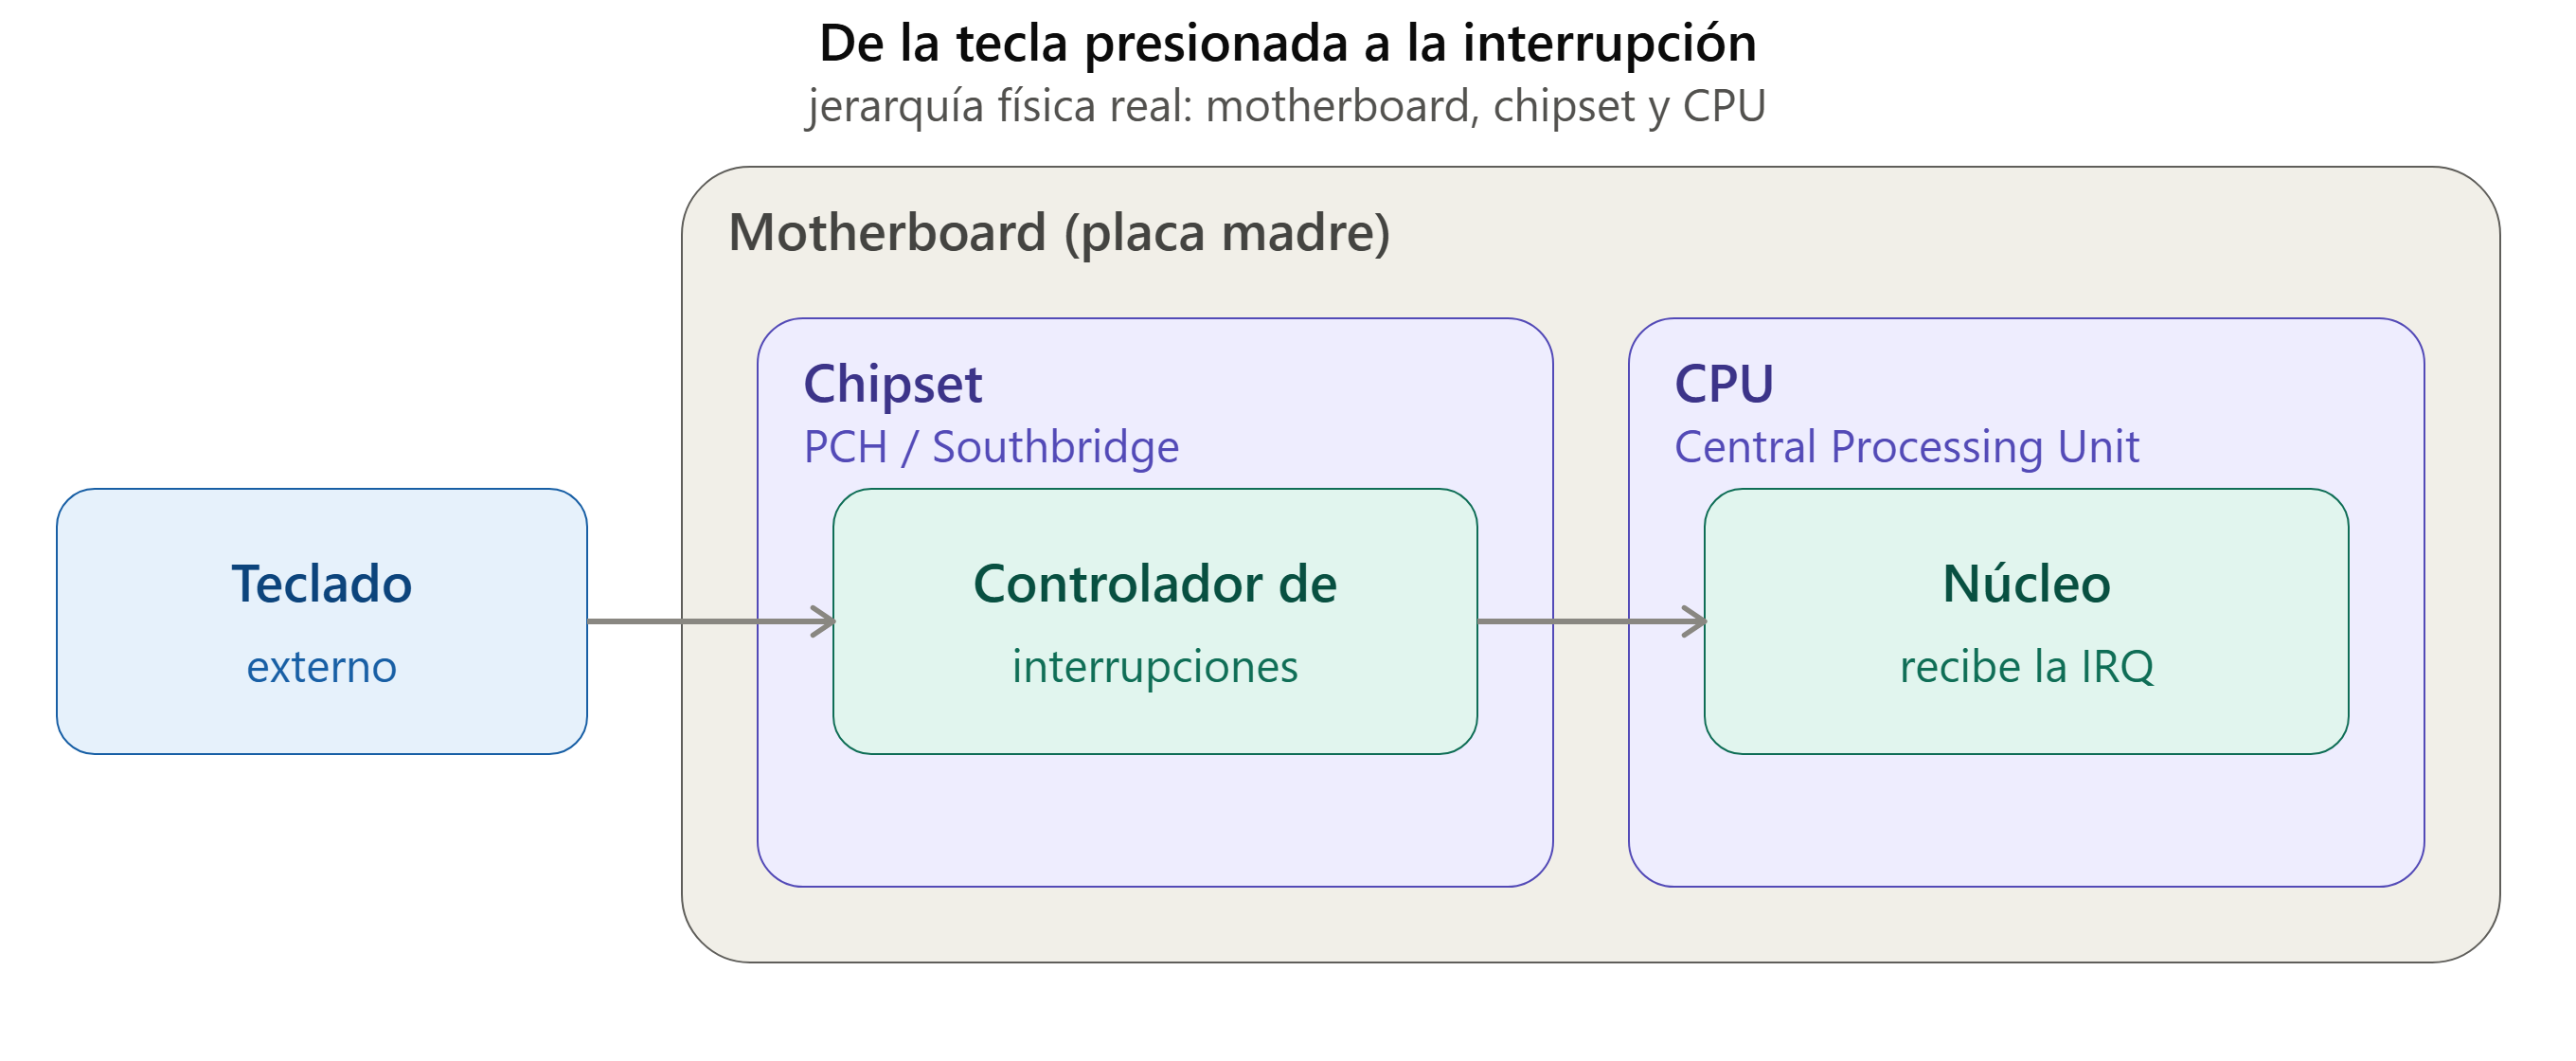 De la tecla presionada a la interrupción
jerarquía física real: motherboard, chipset y CPU
Motherboard (placa madre)
Chipset
PCH / Southbridge
CPU
Central Processing Unit
Teclado
externo
Controlador de
interrupciones
Núcleo
recibe la IRQ